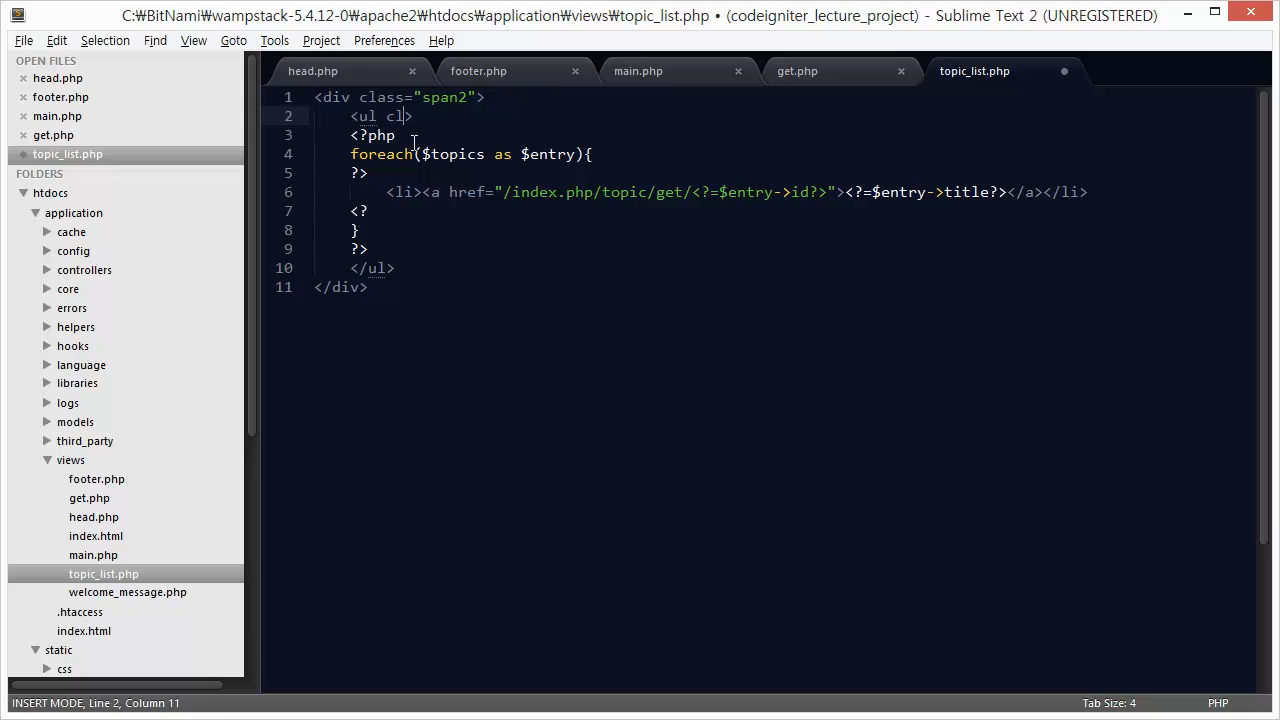 C:₩BitNami₩wampstack-5.4.12-0₩apache2₩htdocs₩application₩views₩topic_list.php • (codeigniter_lecture_project) - Sublime Text 2 (UNREGISTERED)
File Edit Selection Find View Goto Tools Project Preferences Help
OPEN FILES
head.php
footer.php
main.php
get.php
topic_list.php
FOLDERS
htdocs
application
cache
config
controllers
core
errors
helpers
hooks
language
libraries
logs
models
third_party
views
footer.php
get.php
head.php
index.html
main.php
topic_list.php
welcome_message.php
.htaccess
index.html
static
css
head.php footer.php main.php get.php topic_list.php
1 <div class="span2">
2 <ul cl>
3 <?php
4 foreach($topics as $entry){
5 ?>
6 <li><a href="/index.php/topic/get/<?=$entry->id?>"><?=$entry->title?></a></li>
7 <?
8 }
9 ?>
10 </ul>
11 </div>
INSERT MODE, Line 2, Column 11 Tab Size: 4 PHP